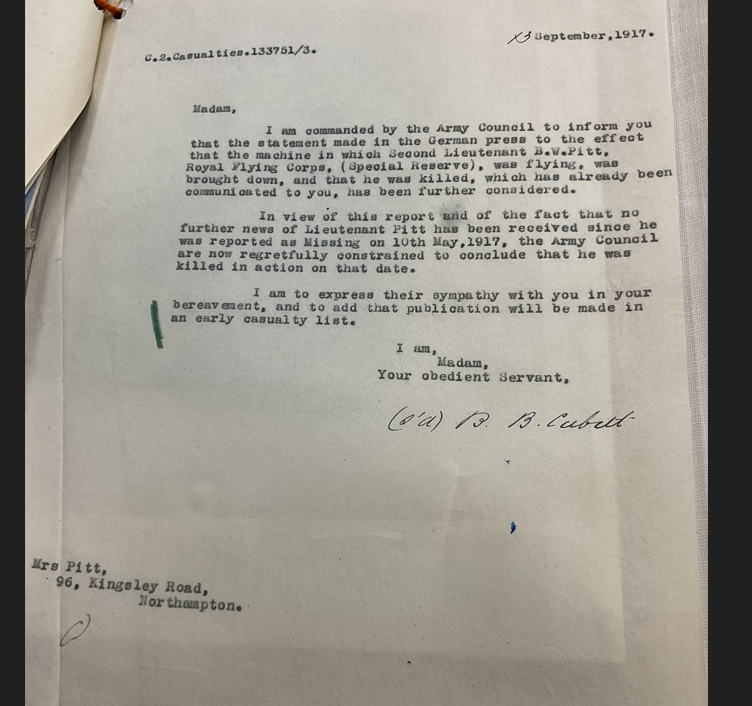 13 September,1917.
C.2.Casualties.133751/3.
Madam,
I am commanded by the Army Council to inform you
that the statement made in the German press to the effect
that the machine in which Second Lieutenant B.W.Pitt,
Royal Flying Corps, (Special Reserve), was flying, was
brought down, and that he was killed, which has already been
communicated to you, has been further considered.
In view of this report and of the fact that no
further news of Lieutenant Pitt has been received since he
was reported as Missing on 10th May,1917, the Army Council
are now regretfully constrained to conclude that he was
killed in action on that date.
I am to express their sympathy with you in your
bereavement, and to add that publication will be made in
an early casualty list.
I am,
Madam,
Your obedient Servant,
(s'd) B. B. Cubitt
Mrs Pitt,
96, Kingsley Road,
Northampton.